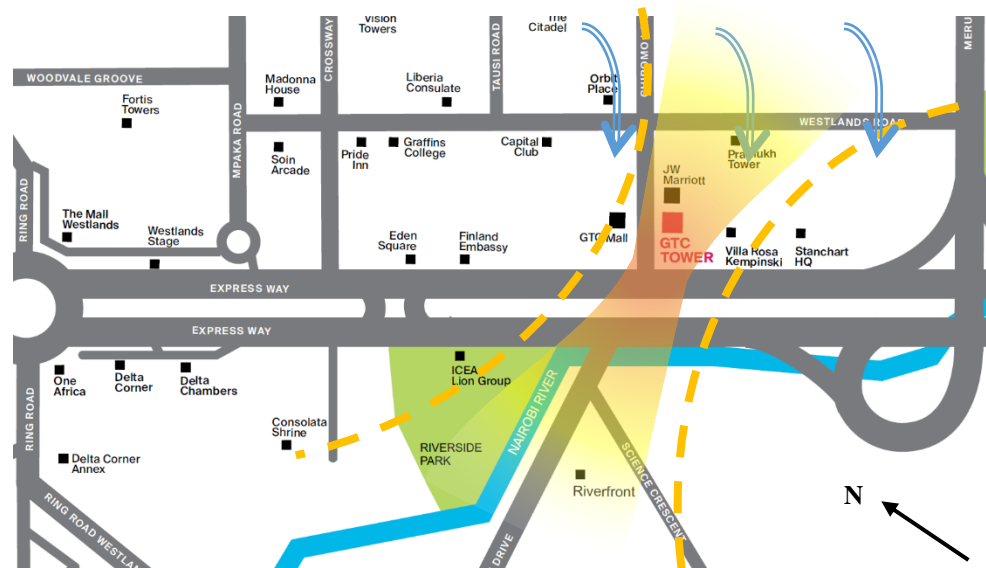 Vision
Towers
The
Citadel
CROSSWAY
TAUSI ROAD
CHIROMO
MERU
WOODVALE GROOVE
Madonna
House
Liberia
Consulate
Orbit
Place
Fortis
Towers
MPAKA ROAD
WESTLANDS ROAD
Soin
Arcade
Pride
Inn
Graffins
College
Capital
Club
Pramukh
Tower
JW
Marriott
RING ROAD
The Mall
Westlands
Westlands
Stage
Eden
Square
Finland
Embassy
GTC Mall
GTC
TOWER
Villa Rosa
Kempinski
Stanchart
HQ
EXPRESS WAY
EXPRESS WAY
One
Africa
Delta
Corner
Delta
Chambers
ICEA
Lion Group
NAIROBI RIVER
RING ROAD
Consolata
Shrine
RIVERSIDE
PARK
Delta Corner
Annex
SCIENCE CRESCENT
Riverfront
N
RING ROAD WESTLAN
DRIVE